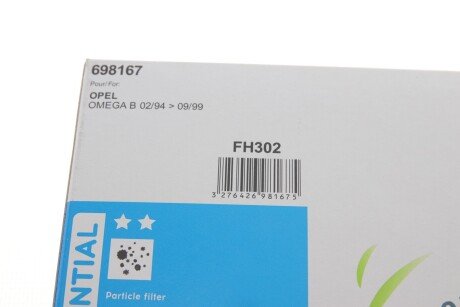 698167
Pour/For:
OPEL
OMEGA B 02/94 > 09/99
FH302
3 276426 981675
NTIAL
Particle filter